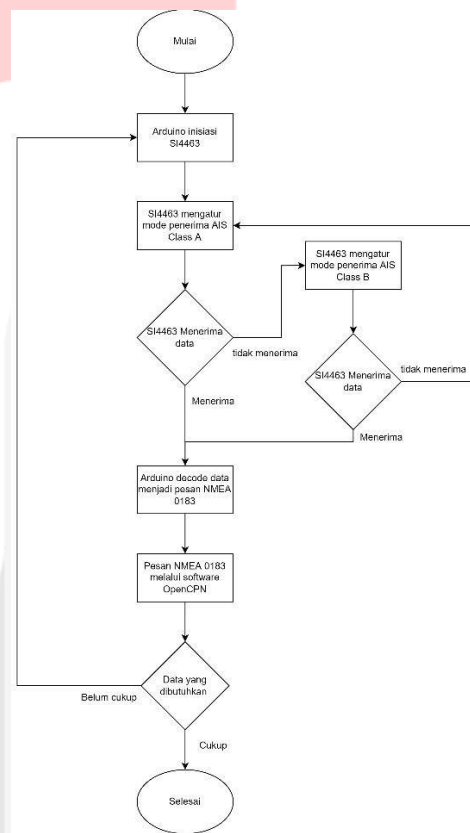 Mulai
Arduino inisiasi
SI4463
SI4463 mengatur
mode penerima AIS
Class A
SI4463 mengatur
mode penerima AIS
Class B
SI4463 Menerima
data
tidak menerima
SI4463 Menerima
data
tidak menerima
Menerima
Menerima
Arduino decode data
menjadi pesan NMEA
0183
Pesan NMEA 0183
melalui software
OpenCPN
Data yang
dibutuhkan
Belum cukup
Cukup
Selesai